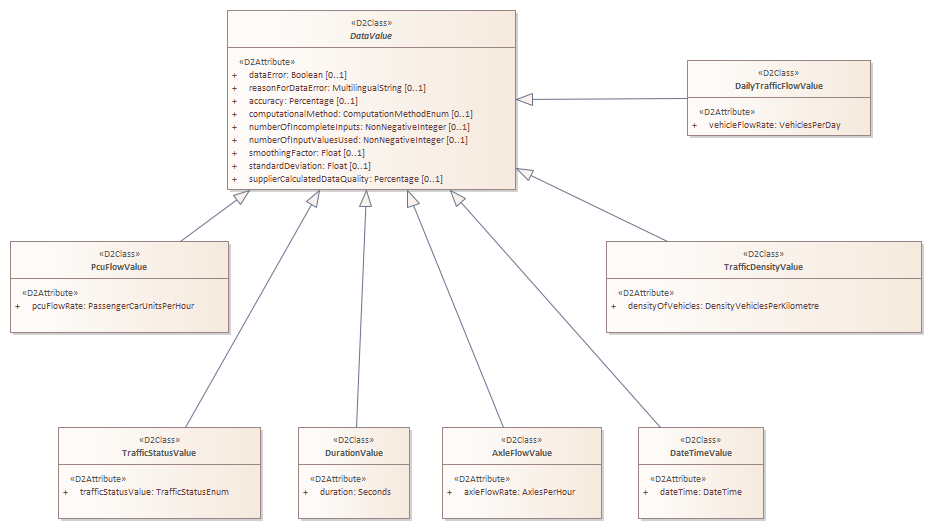 «D2Class»
DataValue
«D2Attribute»
+ dataError: Boolean [0..1]
+ reasonForDataError: MultilingualString [0..1]
+ accuracy: Percentage [0..1]
+ computationalMethod: ComputationMethodEnum [0..1]
+ numberOfIncompleteInputs: NonNegativeInteger [0..1]
+ numberOfInputValuesUsed: NonNegativeInteger [0..1]
+ smoothingFactor: Float [0..1]
+ standardDeviation: Float [0..1]
+ supplierCalculatedDataQuality: Percentage [0..1]
«D2Class»
DailyTrafficFlowValue
«D2Attribute»
+ vehicleFlowRate: VehiclesPerDay
«D2Class»
PcuFlowValue
«D2Attribute»
+ pcuFlowRate: PassengerCarUnitsPerHour
«D2Class»
TrafficDensityValue
«D2Attribute»
+ densityOfVehicles: DensityVehiclesPerKilometre
«D2Class»
TrafficStatusValue
«D2Attribute»
+ trafficStatusValue: TrafficStatusEnum
«D2Class»
DurationValue
«D2Attribute»
+ duration: Seconds
«D2Class»
AxleFlowValue
«D2Attribute»
+ axleFlowRate: AxlesPerHour
«D2Class»
DateTimeValue
«D2Attribute»
+ dateTime: DateTime